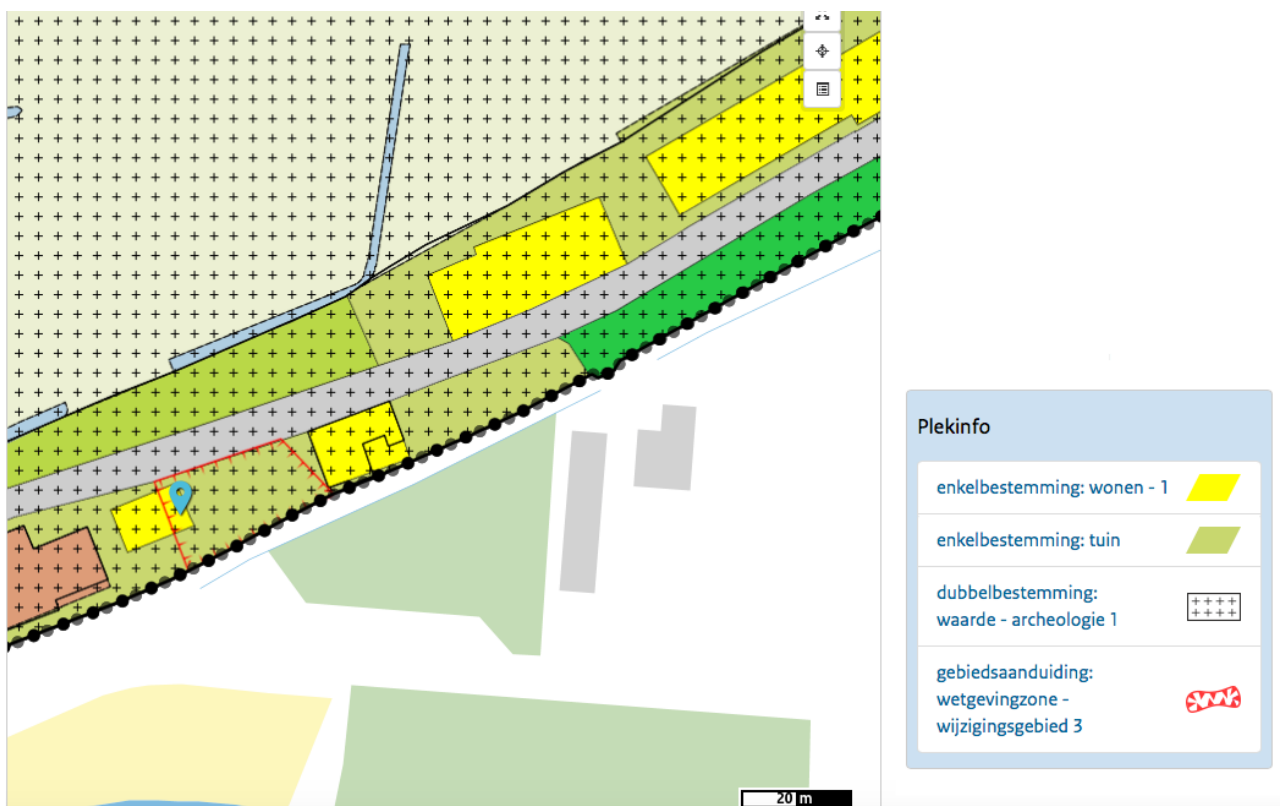 Plekinfo
enkelbestemming: wonen - 1
enkelbestemming: tuin
dubbelbestemming:
waarde - archeologie 1
gebiedsaanduiding:
wetgevingzone -
wijzigingsgebied 3
20 m